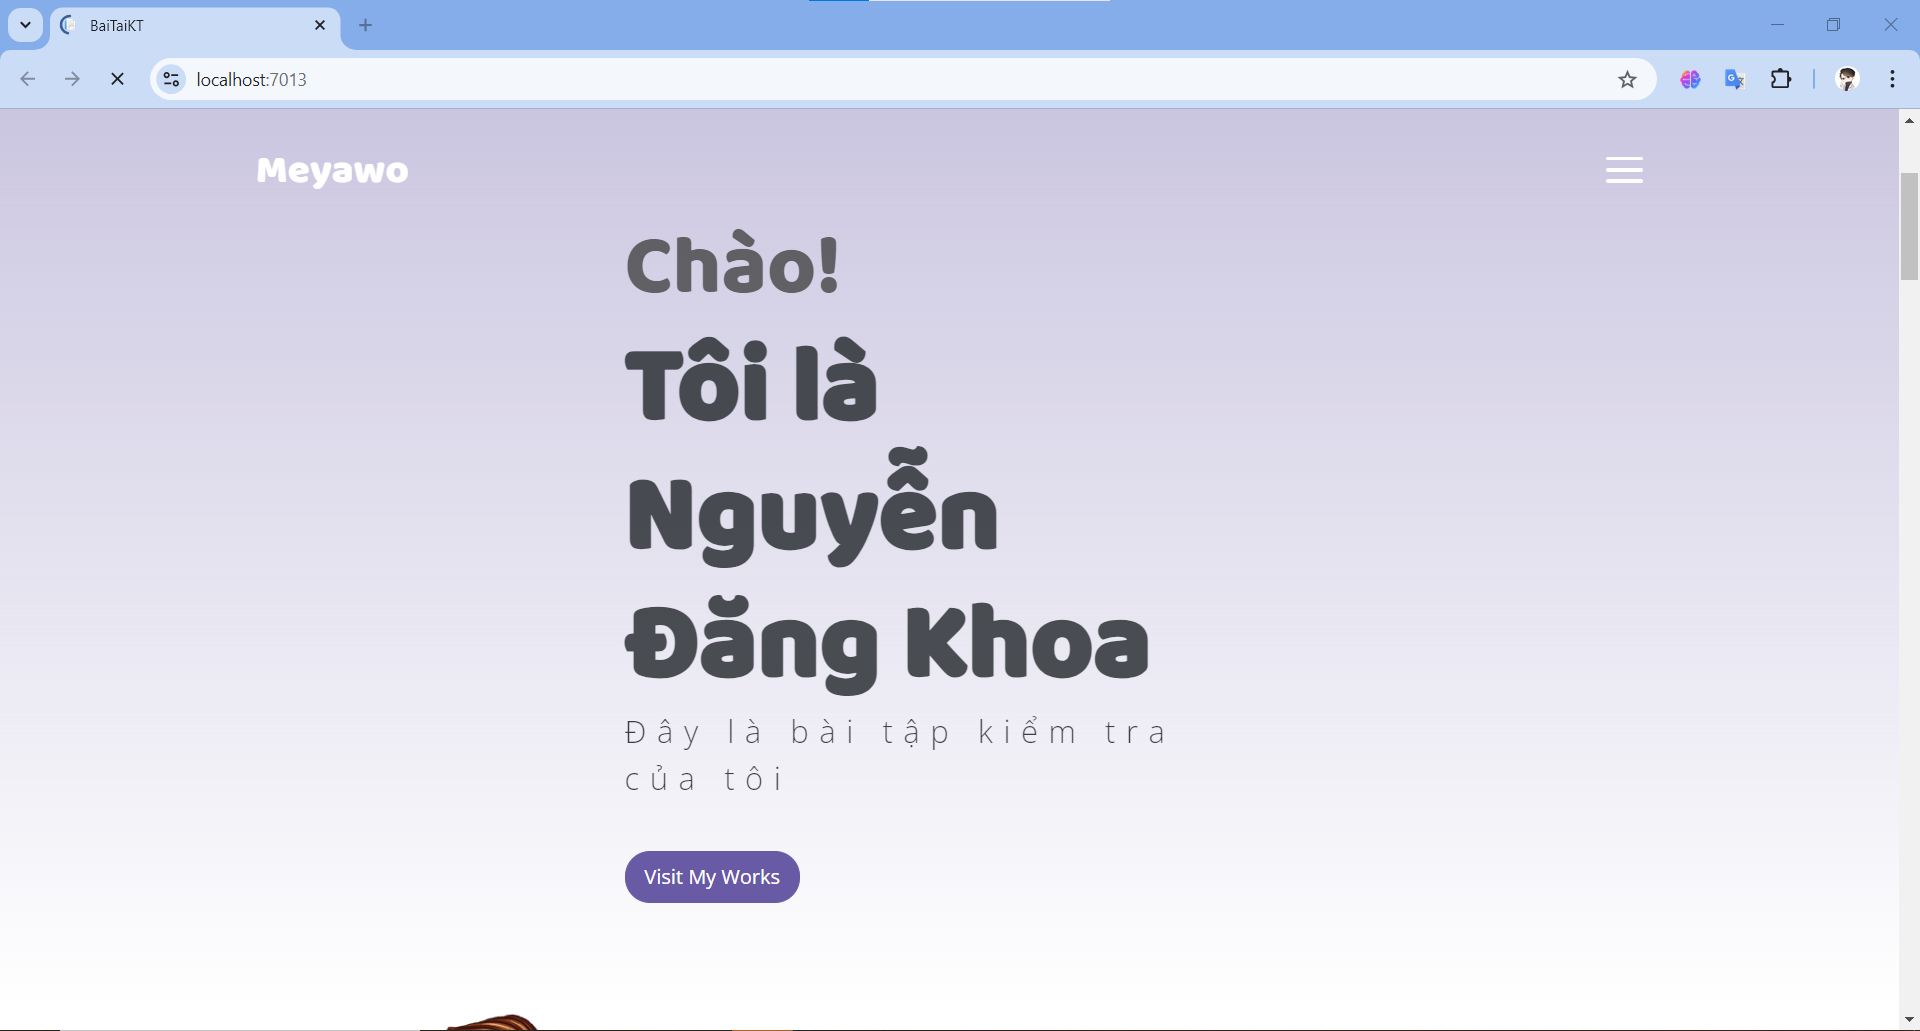 BaiTaiKT
localhost:7013
Meyawo
Chào!
Tôi là
Nguyễn
Đăng Khoa
Đây là bài tập kiểm tra
của tôi
Visit My Works